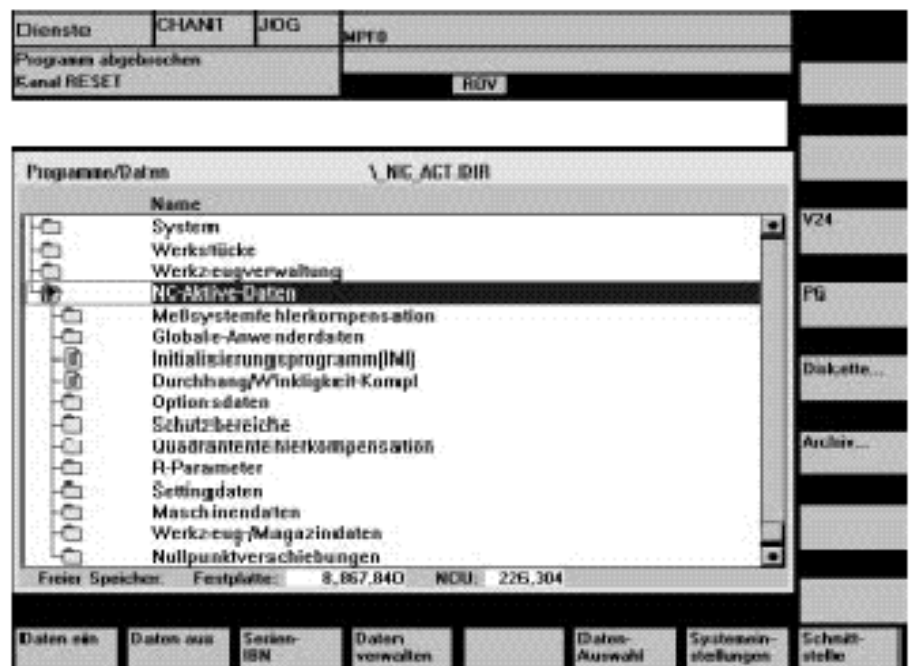 Dienste CHAN1 JOG MPF0
Programm abgebrochen
Kanal RESET
ROV
Programme/Daten \_NC_ACT.DIR
Name
System
Werkstücke
Werkzeugverwaltung
NC-Aktive-Daten
Meßsystemfehlerkompensation
Globale-Anwenderdaten
Initialisierungsprogramm(INI)
Durchhang/Winkligkeit-Kompl
Optionsdaten
Schutzbereiche
Quadrantenfehlerkompensation
R-Parameter
Settingdaten
Maschinendaten
Werkzeug-/Magazindaten
Nullpunktverschiebungen
Freier Speicher: Festplatte: 8,867,840 NCU: 226,304
V24
PG
Diskette...
Archiv...
Daten ein
Daten aus
Serien-
IBN
Daten
verwalten
Daten-
Auswahl
Systemein-
stellungen
Schnitt-
stelle